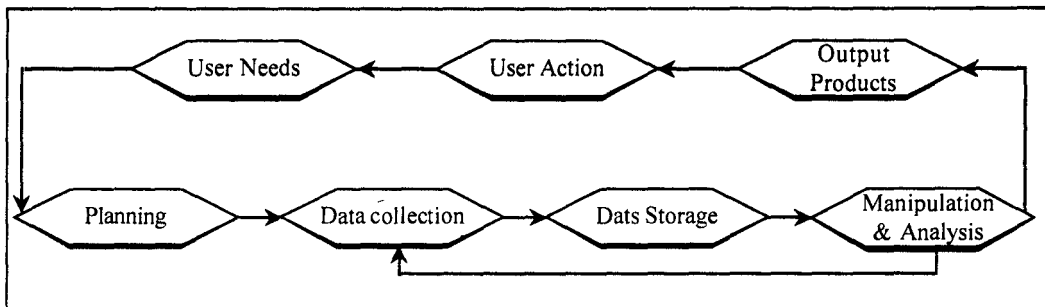 User Needs
User Action
Output
Products
Planning
Data collection
Dats Storage
Manipulation
& Analysis